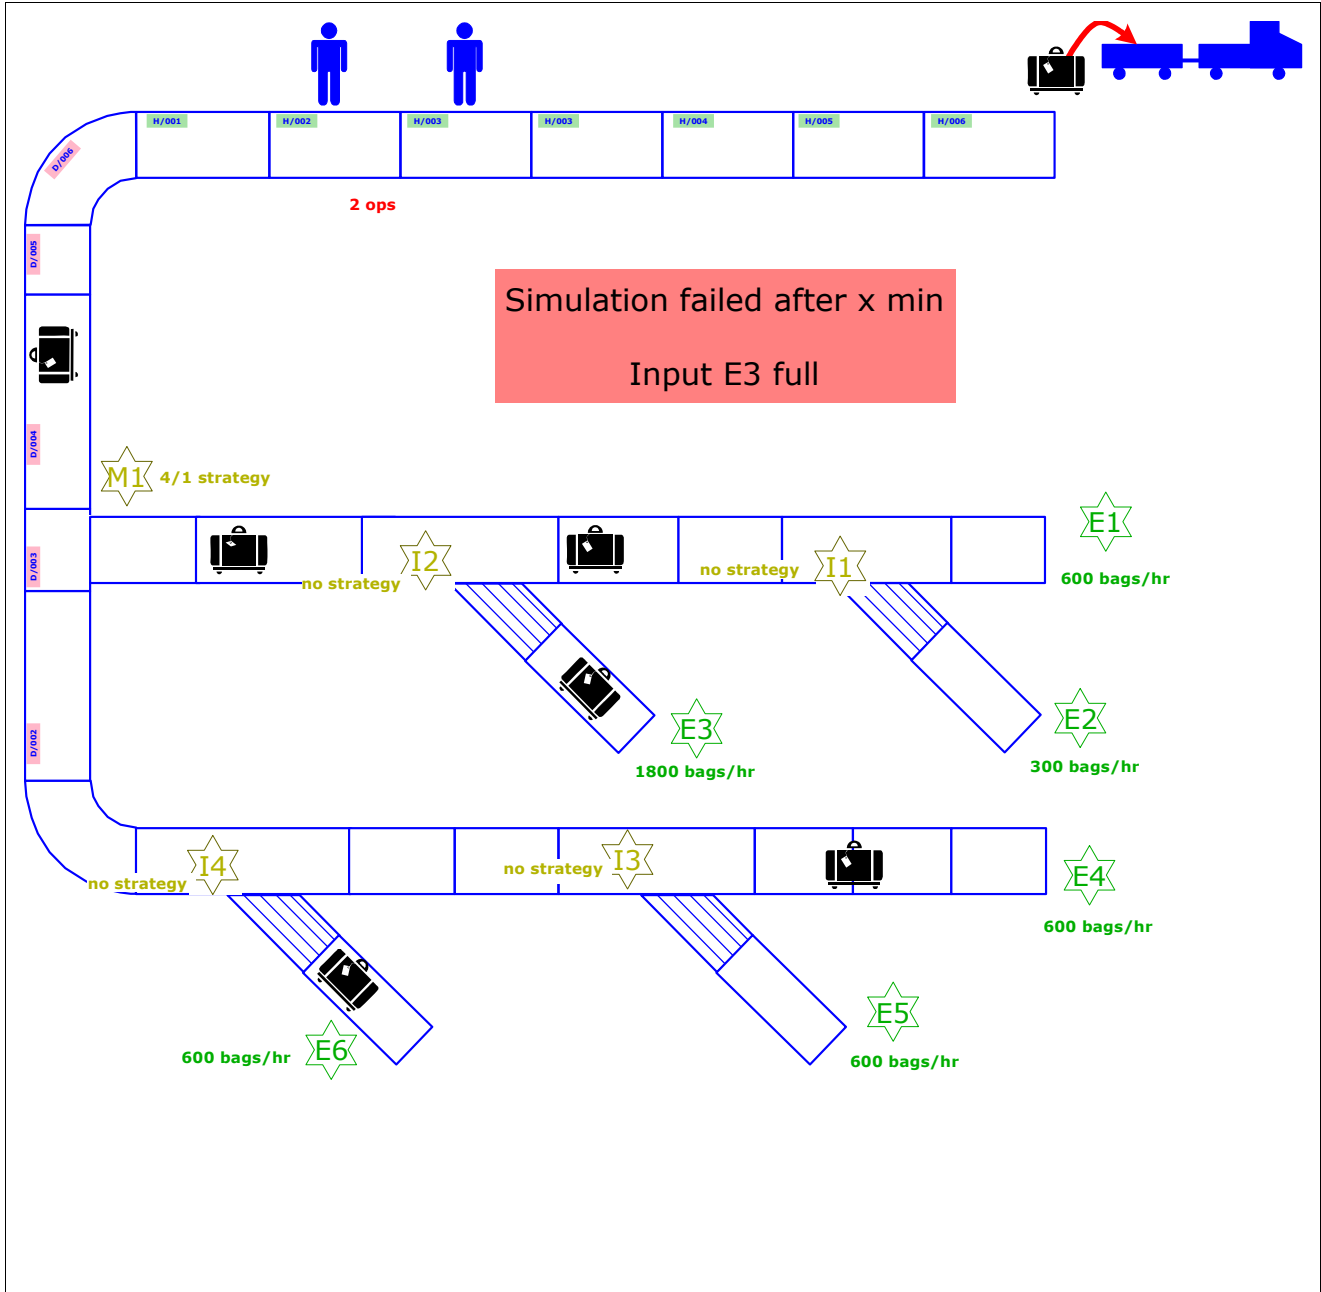 H/001
H/002
H/003
H/003
H/004
H/005
H/006
D/006
2 ops
D/005
Simulation failed after x min
Input E3 full
D/004
M1
4/1 strategy
E1
600 bags/hr
D/003
I2
no strategy
I1
no strategy
E3
1800 bags/hr
E2
300 bags/hr
D/002
I4
no strategy
I3
no strategy
E4
600 bags/hr
E6
600 bags/hr
E5
600 bags/hr